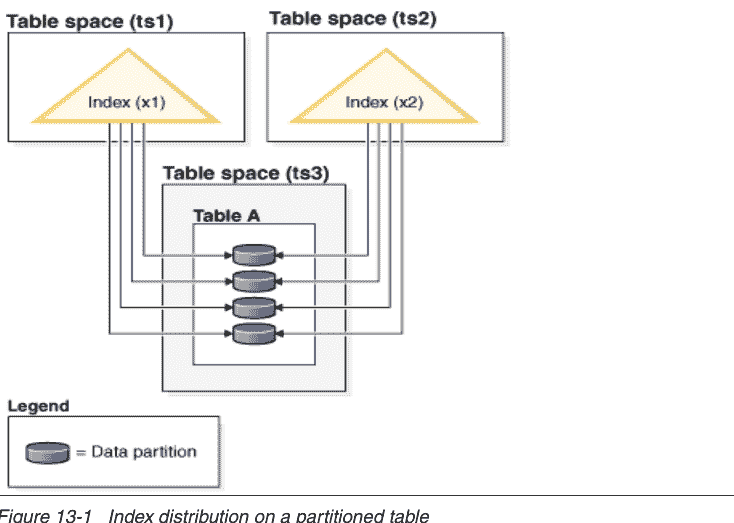 Table space (ts1)
Table space (ts2)
Index (x1)
Index (x2)
Table space (ts3)
Table A
Legend
= Data partition
Figure 13-1 Index distribution on a partitioned table